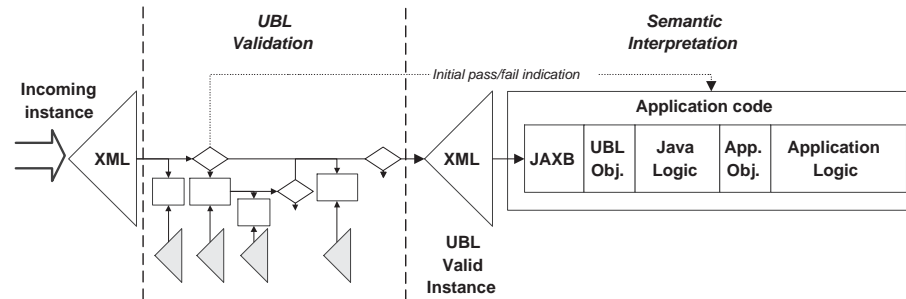 UBL
Validation
Semantic
Interpretation
Initial pass/fail indication
Incoming
instance
XML
XML
Application code
JAXB
UBL
Obj.
Java
Logic
App.
Obj.
Application
Logic
UBL
Valid
Instance